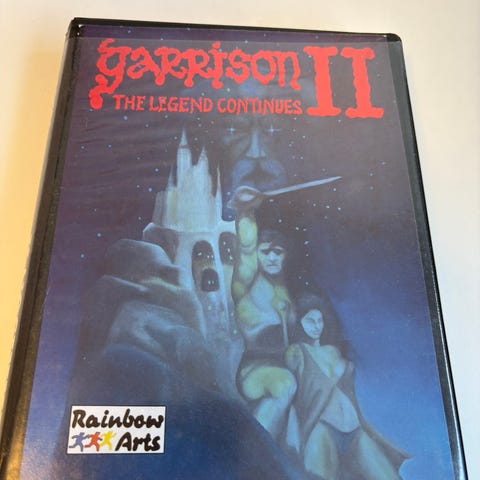 garrison II
THE LEGEND CONTINUES
Rainbow
Arts